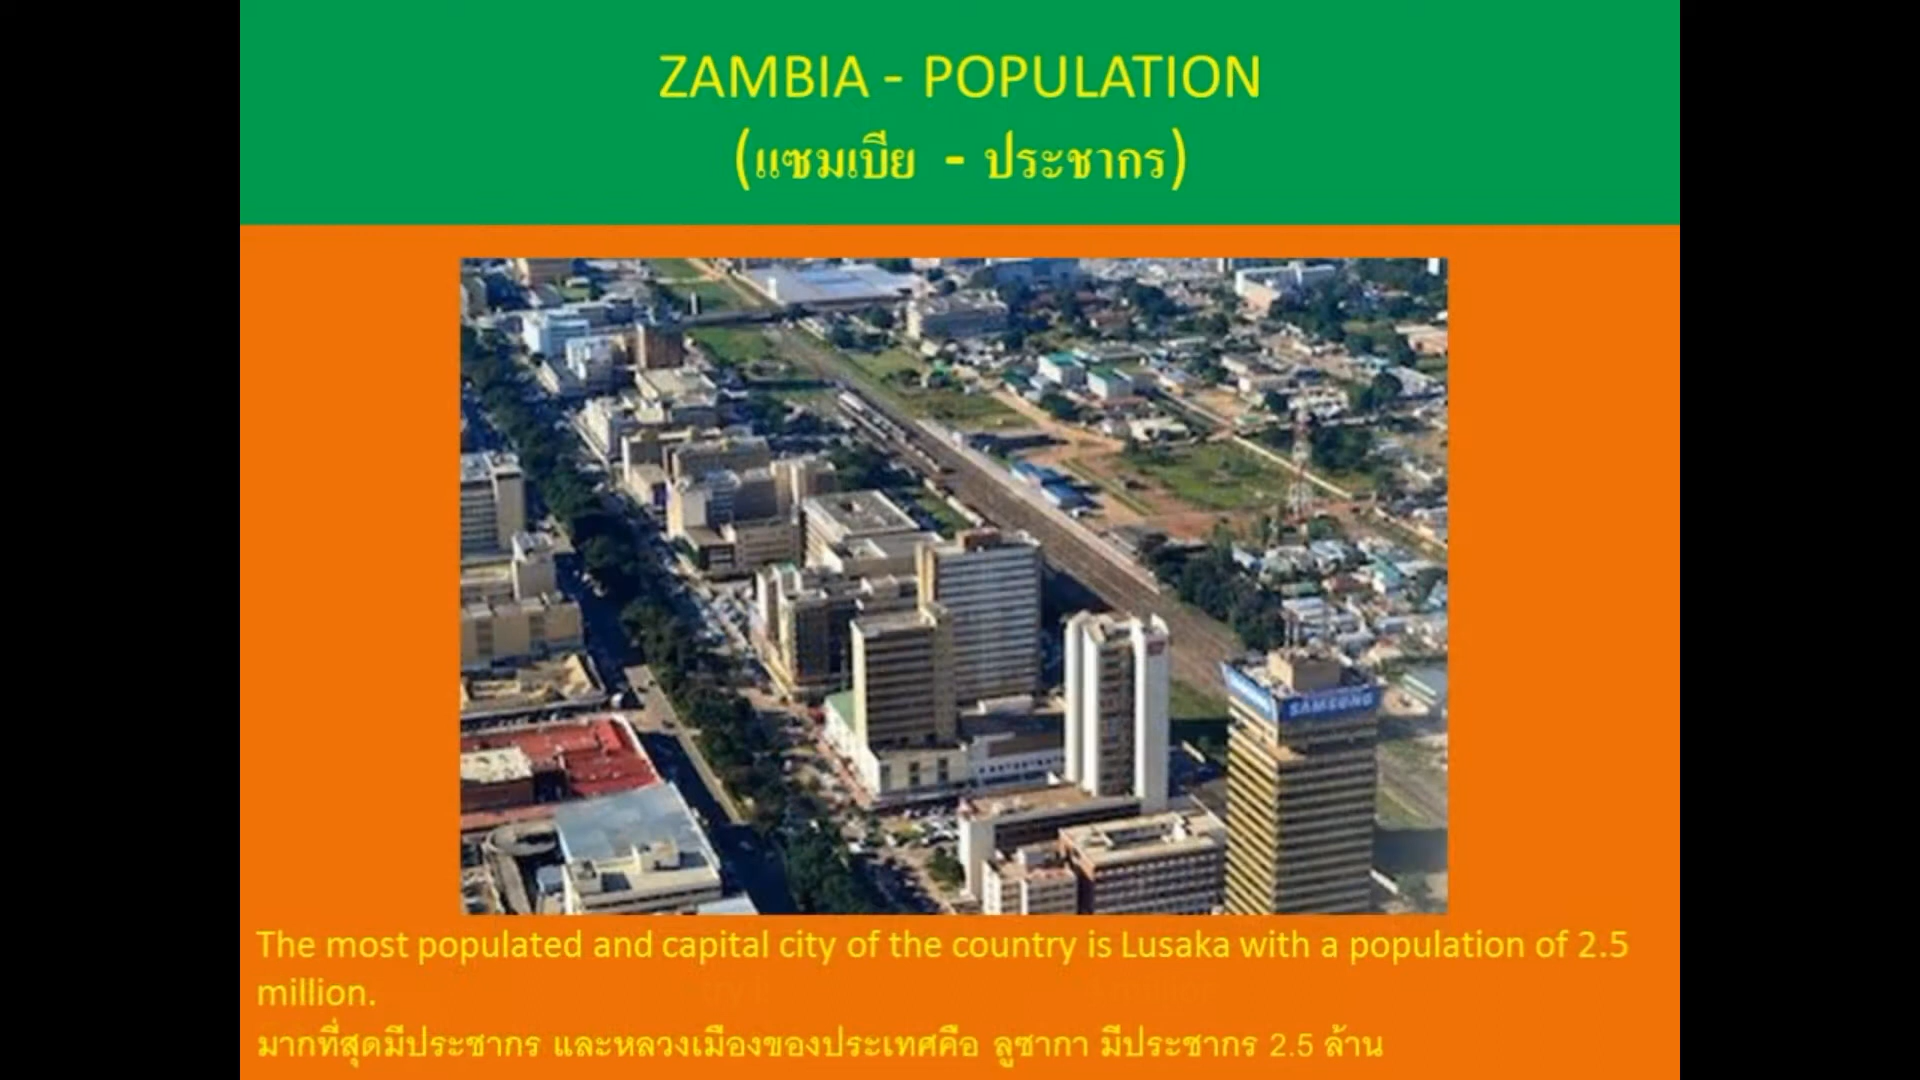 ZAMBIA - POPULATION
(แซมเบีย - ประชากร)
SAMSUNG
The most populated and capital city of the country is Lusaka with a population of 2.5
million.
มากที่สุดมีประชากร และหลวงเมืองของประเทศคือ ลูซากา มีประชากร 2.5 ล้าน